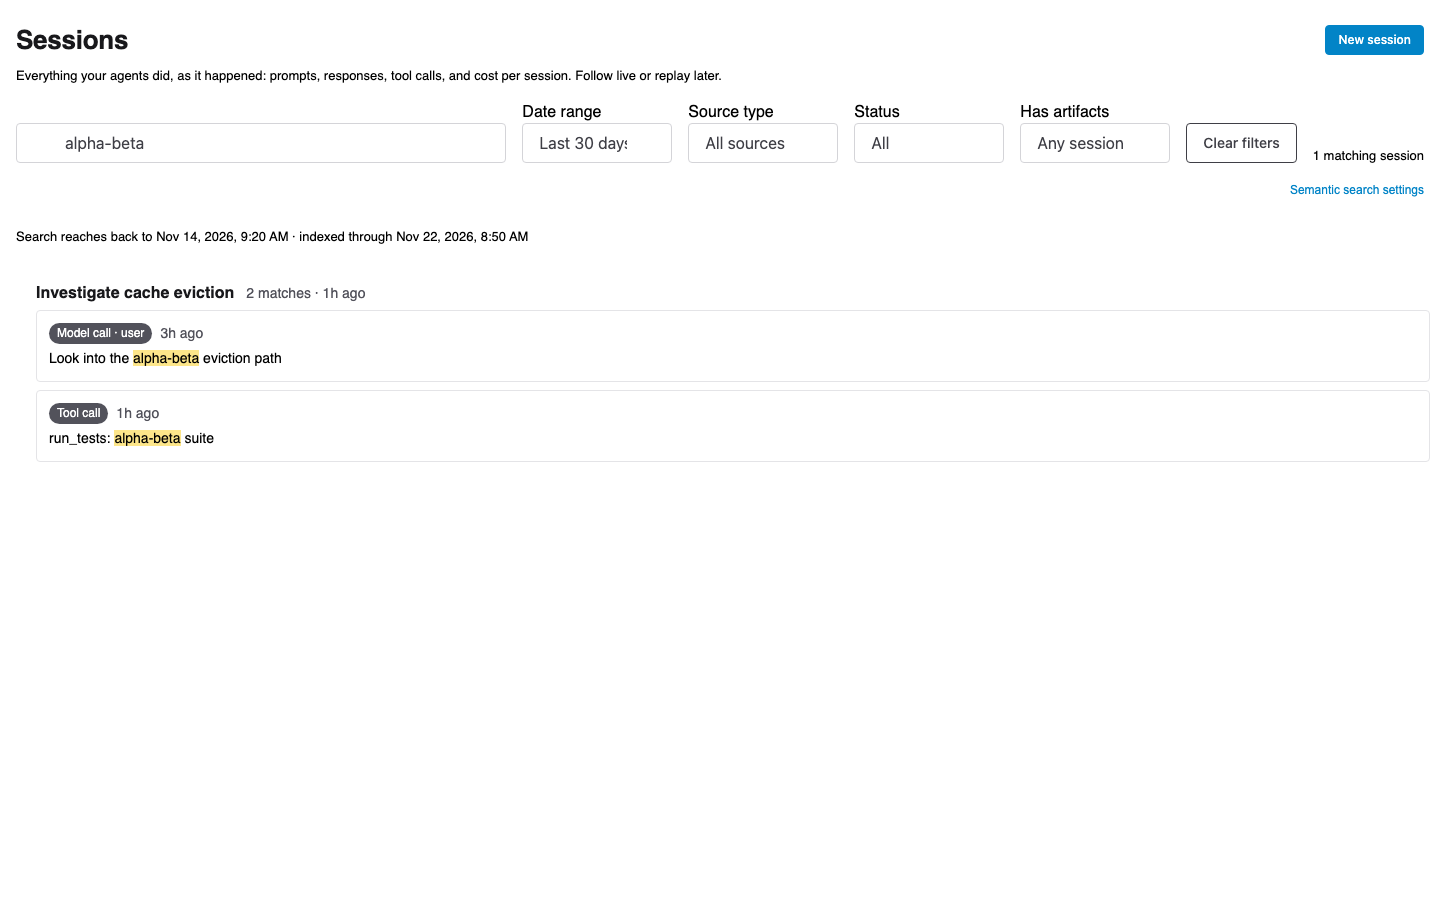 Sessions
New session
Everything your agents did, as it happened: prompts, responses, tool calls, and cost per session. Follow live or replay later.
Date range
Source type
Status
Has artifacts
alpha-beta
Last 30 days
All sources
All
Any session
Clear filters
1 matching session
Semantic search settings
Search reaches back to Nov 14, 2026, 9:20 AM · indexed through Nov 22, 2026, 8:50 AM
Investigate cache eviction 2 matches · 1h ago
Model call · user 3h ago
Look into the alpha-beta eviction path
Tool call 1h ago
run_tests: alpha-beta suite